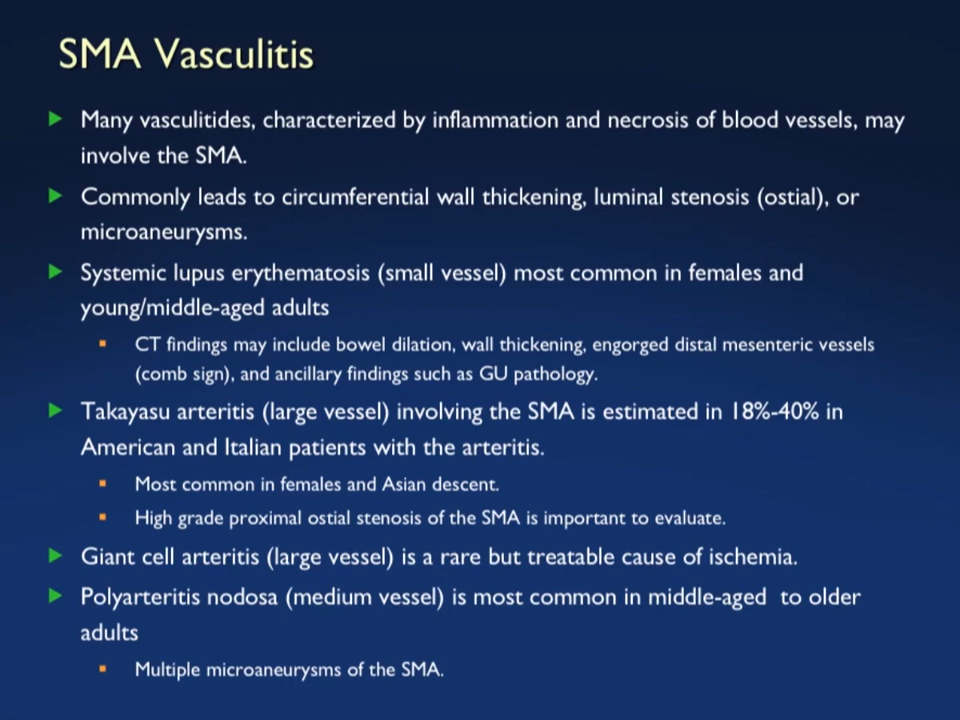 SMA Vasculitis
Many vasculitides, characterized by inflammation and necrosis of blood vessels, may
involve the SMA.
Commonly leads to circumferential wall thickening, luminal stenosis (ostial), or
microaneurysms.
Systemic lupus erythematosis (small vessel) most common in females and
young/middle-aged adults
CT findings may include bowel dilation, wall thickening, engorged distal mesenteric vessels
(comb sign), and ancillary findings such as GU pathology.
Takayasu arteritis (large vessel) involving the SMA is estimated in 18%-40% in
American and Italian patients with the arteritis.
Most common in females and Asian descent.
High grade proximal ostial stenosis of the SMA is important to evaluate.
Giant cell arteritis (large vessel) is a rare but treatable cause of ischemia.
Polyarteritis nodosa (medium vessel) is most common in middle-aged  to older
adults
Multiple microaneurysms of the SMA.